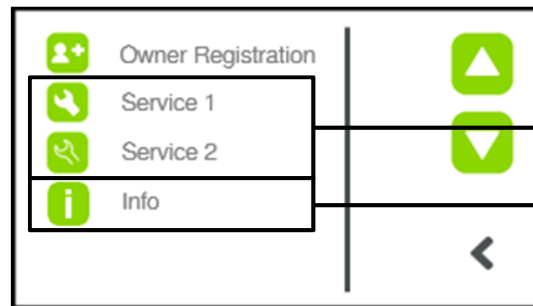 Owner Registration
Service 1
Service 2
Info